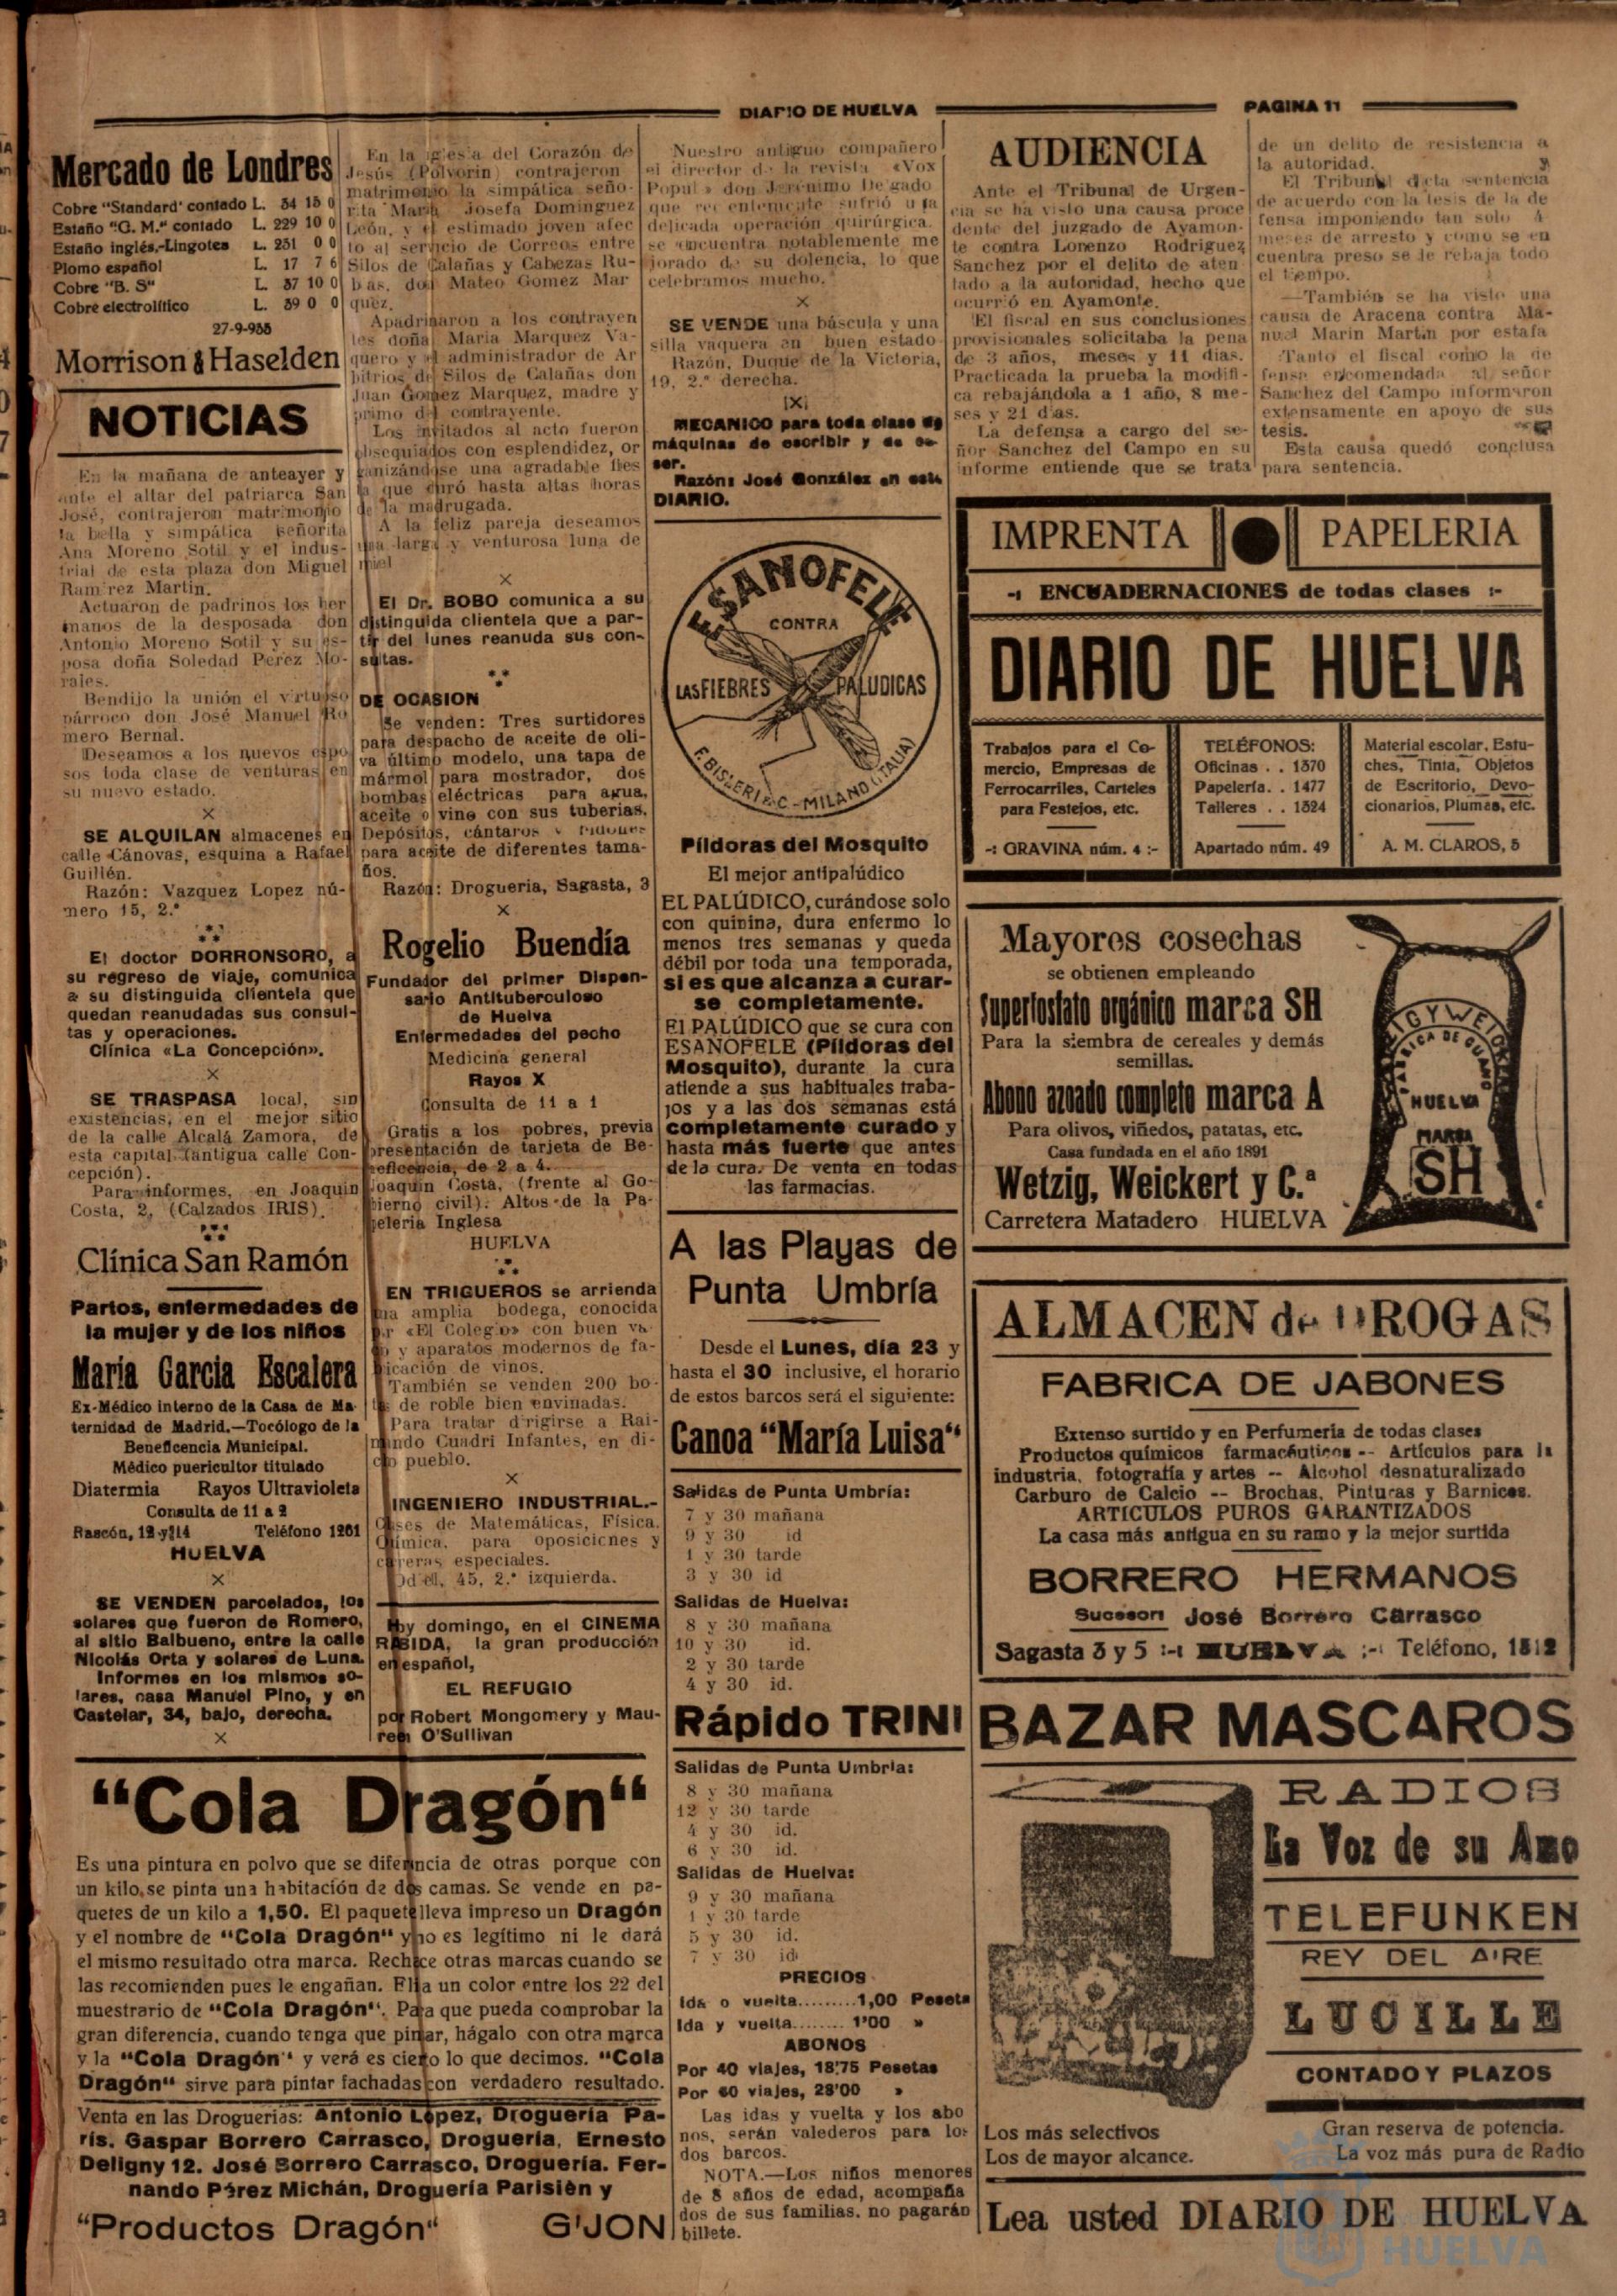 DIARIO DE HUELVA
PAGINA 11
Mercado de Londres
Cobre "Standard' contado L. 34 15 0
Estaño "G. M." contado L. 229 10 0
Estaño inglés,-Lingotes L. 231 0 0
Plomo español L. 17 7 6
Cobre "B. S" L. 37 10 0
Cobre electrolítico L. 39 0 0
27-9-935
Morrison & Haselden
NOTICIAS
En la mañana de anteayer y
ante el altar del patriarca San
José, contrajeron matrimonio
la bella y simpática señorita
Ana Moreno Sotil y el indus-
trial de esta plaza don Miguel
Ramírez Martin.
Actuaron de padrinos los her
manos de la desposada don
Antonio Moreno Sotil y su es-
posa doña Soledad Perez Mo-
rales.
Bendijo la unión el virtuoso
párroco don José Manuel Ro
mero Bernal.
Deseamos a los nuevos espo
sos toda clase de venturas en
su nuevo estado.
×
SE ALQUILAN almacenes en
calle Cánovas, esquina a Rafael
Guillén.
Razón: Vazquez Lopez nú-
mero 15, 2.º
El doctor DORRONSORO, a
su regreso de viaje, comunica
a su distinguida clientela que
quedan reanudadas sus consul-
tas y operaciones.
Clínica «La Concepción».
×
SE TRASPASA local, sin
existencias, en el mejor sitio
de la calle Alcalá Zamora, de
esta capital (antigua calle Con-
cepción).
Para informes, en Joaquin
Costa, 2, (Calzados IRIS).
Clínica San Ramón
Partos, enfermedades de
la mujer y de los niños
María Garcia Escalera
Ex-Médico interno de la Casa de Ma
ternidad de Madrid.—Tocólogo de la
Beneficencia Municipal.
Médico puericultor titulado
Diatermia Rayos Ultravioleta
Consulta de 11 a 2
Rascón, 12 y 14 Teléfono 1261
HUELVA
×
SE VENDEN parcelados, los
solares que fueron de Romero,
al sitio Balbueno, entre la calle
Nicolás Orta y solares de Luna.
Informes en los mismos so-
lares, casa Manuel Pino, y en
Castelar, 34, bajo, derecha.
×
En la iglesia del Corazón de
Jesús (Polvorin) contrajeron
matrimonio la simpática seño-
rita María Josefa Dominguez
León, y el estimado joven afec
to al servicio de Correos entre
Silos de Calañas y Cabezas Ru-
bias, don Mateo Gomez Mar
quez.
Apadrinaron a los contrayen
tes doña María Marquez Va-
quero y el administrador de Ar
bitrios de Silos de Calañas don
Juan Gomez Marquez, madre y
primo del contrayente.
Los invitados al acto fueron
obsequiados con esplendidez, or
ganizándose una agradable fies
ta que duró hasta altas horas
de la madrugada.
A la feliz pareja deseamos
una larga y venturosa luna de
miel
×
El Dr. BOBO comunica a su
distinguida clientela que a par-
tir del lunes reanuda sus con-
sultas.
DE OCASION
Se venden: Tres surtidores
para despacho de aceite de oli-
va último modelo, una tapa de
mármol para mostrador, dos
bombas eléctricas para agua,
aceite o vino con sus tuberias.
Depósitos, cántaros y bidones
para aceite de diferentes tama-
ños.
Razón: Drogueria, Sagasta, 3
×
Rogelio Buendía
Fundador del primer Dispen-
sario Antituberculoso
de Huelva
Enfermedades del pecho
Medicina general
Rayos X
Consulta de 11 a 1
Gratis a los pobres, previa
presentación de tarjeta de Be-
neficencia, de 2 a 4.
Joaquin Costa, (frente al Go-
bierno civil). Altos de la Pa-
pelería Inglesa
HUELVA
EN TRIGUEROS se arrienda
una amplia bodega, conocida
por «El Colegio» con buen va
so y aparatos modernos de fa-
bricación de vinos.
También se venden 200 bo-
tas de roble bien envinadas.
Para tratar dirigirse a Rai-
mundo Cuadri Infantes, en di-
cho pueblo.
×
INGENIERO INDUSTRIAL.-
Clases de Matemáticas, Física,
Química, para oposiciones y
carreras especiales.
Odiel, 45, 2.º izquierda.
Hoy domingo, en el CINEMA
RABIDA, la gran producción
en español,
EL REFUGIO
por Robert Mongomery y Mau-
reen O'Sullivan
"Cola Dragón"
Es una pintura en polvo que se diferencia de otras porque con
un kilo se pinta una habitación de dos camas. Se vende en pa-
quetes de un kilo a 1,50. El paquete lleva impreso un Dragón
y el nombre de "Cola Dragón" y no es legítimo ni le dará
el mismo resultado otra marca. Rechace otras marcas cuando se
las recomienden pues le engañan. Elija un color entre los 22 del
muestrario de "Cola Dragón". Para que pueda comprobar la
gran diferencia, cuando tenga que pintar, hágalo con otra marca
y la "Cola Dragón" y verá es cierto lo que decimos. "Cola
Dragón" sirve para pintar fachadas con verdadero resultado.
Venta en las Droguerias: Antonio López, Droguería Pa-
rís. Gaspar Borrero Carrasco, Droguería, Ernesto
Deligny 12. José Borrero Carrasco, Droguería. Fer-
nando Pérez Michán, Droguería Parisièn y
"Productos Dragón" GIJON
Nuestro antiguo compañero
el director de la revista «Vox
Populi» don Jerónimo Delgado
que recientemente sufrió una
delicada operación quirúrgica,
se encuentra notablemente me
jorado de su dolencia, lo que
celebramos mucho.
×
SE VENDE una báscula y una
silla vaquera en buen estado
Razón, Duque de la Victoria,
19, 2.º derecha.
¡×!
MECANICO para toda clase de
máquinas de escribir y de co-
ser.
Razón: José González en este
DIARIO.
ESANOFELE
CONTRA
LAS FIEBRES PALUDICAS
F. BISLERI & C. - MILANO (ITALIA)
Píldoras del Mosquito
El mejor antipalúdico
EL PALÚDICO, curándose solo
con quinina, dura enfermo lo
menos tres semanas y queda
débil por toda una temporada,
si es que alcanza a curar-
se completamente.
El PALÚDICO que se cura con
ESANOFELE (Píldoras del
Mosquito), durante la cura
atiende a sus habituales traba-
jos y a las dos semanas está
completamente curado y
hasta más fuerte que antes
de la cura. De venta en todas
las farmacias.
A las Playas de
Punta Umbría
Desde el Lunes, día 23 y
hasta el 30 inclusive, el horario
de estos barcos será el siguiente:
Canoa "María Luisa"
Salidas de Punta Umbría:
7 y 30 mañana
9 y 30 id
1 y 30 tarde
3 y 30 id
Salidas de Huelva:
8 y 30 mañana
10 y 30 id.
2 y 30 tarde
4 y 30 id.
Rápido TRINI
Salidas de Punta Umbría:
8 y 30 mañana
12 y 30 tarde
4 y 30 id.
6 y 30 id.
Salidas de Huelva:
9 y 30 mañana
1 y 30 tarde
5 y 30 id.
7 y 30 id
PRECIOS
Ida o vuelta.........1,00 Peseta
Ida y vuelta........ 1'00 »
ABONOS
Por 40 viajes, 18'75 Pesetas
Por 60 viajes, 28'00 »
Las idas y vuelta y los abo
nos, serán valederos para los
dos barcos.
NOTA.—Los niños menores
de 8 años de edad, acompaña
dos de sus familias, no pagarán
billete.
AUDIENCIA
Ante el Tribunal de Urgen-
cia se ha visto una causa proce
dente del juzgado de Ayamon-
te contra Lorenzo Rodriguez
Sanchez por el delito de aten
tado a la autoridad, hecho que
ocurrió en Ayamonte.
El fiscal en sus conclusiones
provisionales solicitaba la pena
de 3 años, meses y 11 dias.
Practicada la prueba la modifi-
ca rebajándola a 1 año, 8 me-
ses y 21 dias.
La defensa a cargo del se-
ñor Sanchez del Campo en su
informe entiende que se trata
de un delito de resistencia a
la autoridad.
El Tribunal dicta sentencia
de acuerdo con la tesis de la de
fensa imponiendo tan solo 4
meses de arresto y como se en
cuentra preso se le rebaja todo
el tiempo.
—También se ha visto una
causa de Aracena contra Ma-
nuel Marin Martin por estafa
Tanto el fiscal como la de
fensa encomendada al señor
Sanchez del Campo informaron
extensamente en apoyo de sus
tesis.
Esta causa quedó conclusa
para sentencia.
IMPRENTA PAPELERIA
-: ENCUADERNACIONES de todas clases :-
DIARIO DE HUELVA
Trabajos para el Co-
mercio, Empresas de
Ferrocarriles, Carteles
para Festejos, etc.
-: GRAVINA núm. 4 :-
TELÉFONOS:
Oficinas . . 1370
Papelería. . 1477
Talleres . . 1324
Apartado núm. 49
Material escolar, Estu-
ches, Tinta, Objetos
de Escritorio, Devo-
cionarios, Plumas, etc.
A. M. CLAROS, 5
Mayores cosechas
se obtienen empleando
Superfosfato orgánico marca SH
Para la siembra de cereales y demás
semillas.
Abono azoado completo marca A
Para olivos, viñedos, patatas, etc.
Casa fundada en el año 1891
Wetzig, Weickert y C.ª
Carretera Matadero HUELVA
FABRICA DE GUANO
HUELVA
MARCA
SH
ALMACEN de DROGAS
FABRICA DE JABONES
Extenso surtido y en Perfumería de todas clases
Productos químicos farmacéuticos -- Artículos para la
industria, fotografía y artes -- Alcohol desnaturalizado
Carburo de Calcio -- Brochas, Pinturas y Barnices.
ARTICULOS PUROS GARANTIZADOS
La casa más antigua en su ramo y la mejor surtida
BORRERO HERMANOS
Sucesor: José Borrero Carrasco
Sagasta 3 y 5 :-: HUELVA :-: Teléfono, 1312
BAZAR MASCAROS
RADIOS
La Voz de su Amo
TELEFUNKEN
REY DEL AIRE
LUCILLE
CONTADO Y PLAZOS
Los más selectivos
Los de mayor alcance.
Gran reserva de potencia.
La voz más pura de Radio
Lea usted DIARIO DE HUELVA
HUELVA